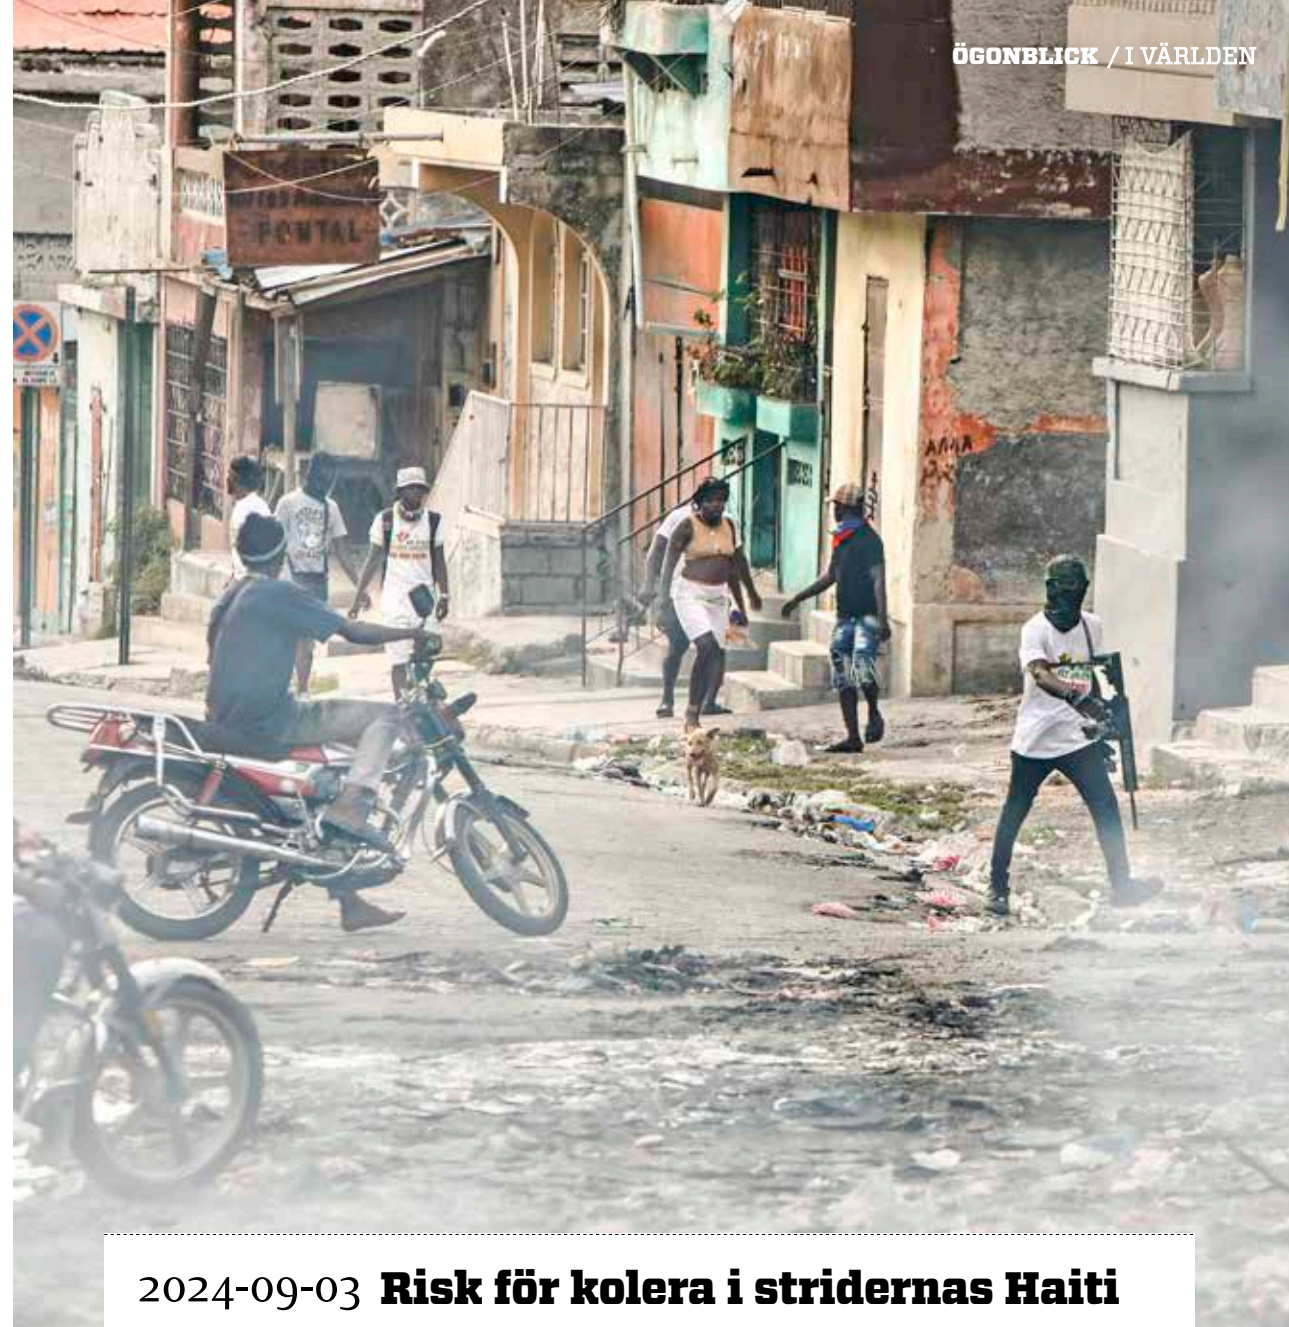 ÖGONBLICK / I VÄRLDEN
PONTAL
2024-09-03 Risk för kolera i stridernas Haiti